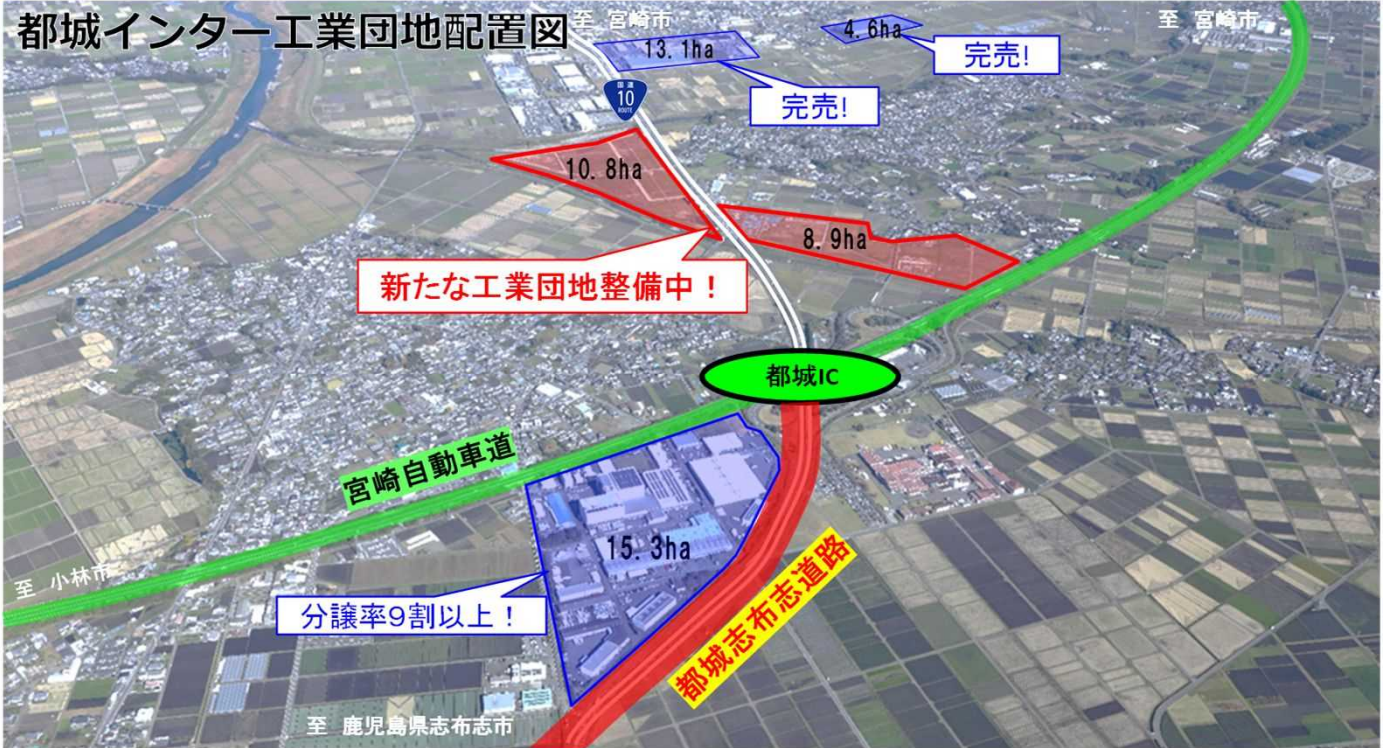 都城インター工業団地配置図
至 宮崎市
至 宮崎市
13.1ha
4.6ha
完売!
完売!
国道
10
ROUTE
10.8ha
8.9ha
新たな工業団地整備中！
都城IC
宮崎自動車道
15.3ha
至 小林市
分譲率9割以上！
都城志布志道路
至 鹿児島県志布志市